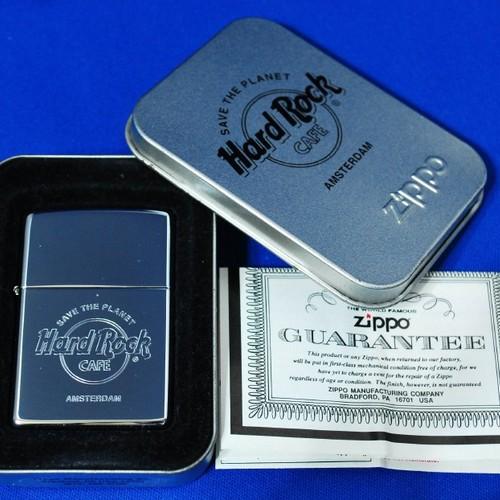 SAVE THE PLANET
Hard Rock
CAFE
®
AMSTERDAM
Zippo
SAVE THE PLANET
Hard Rock
CAFE
®
AMSTERDAM
THE WORLD FAMOUS
Zippo
GUARANTEE
This product or any Zippo, when returned to our factory,
will be put in first-class mechanical condition free of charge, for we
have yet to charge a cent for the repair of a Zippo
regardless of age or condition. The finish, however, is not guaranteed.
ZIPPO MANUFACTURING COMPANY
BRADFORD, PA 16701 USA